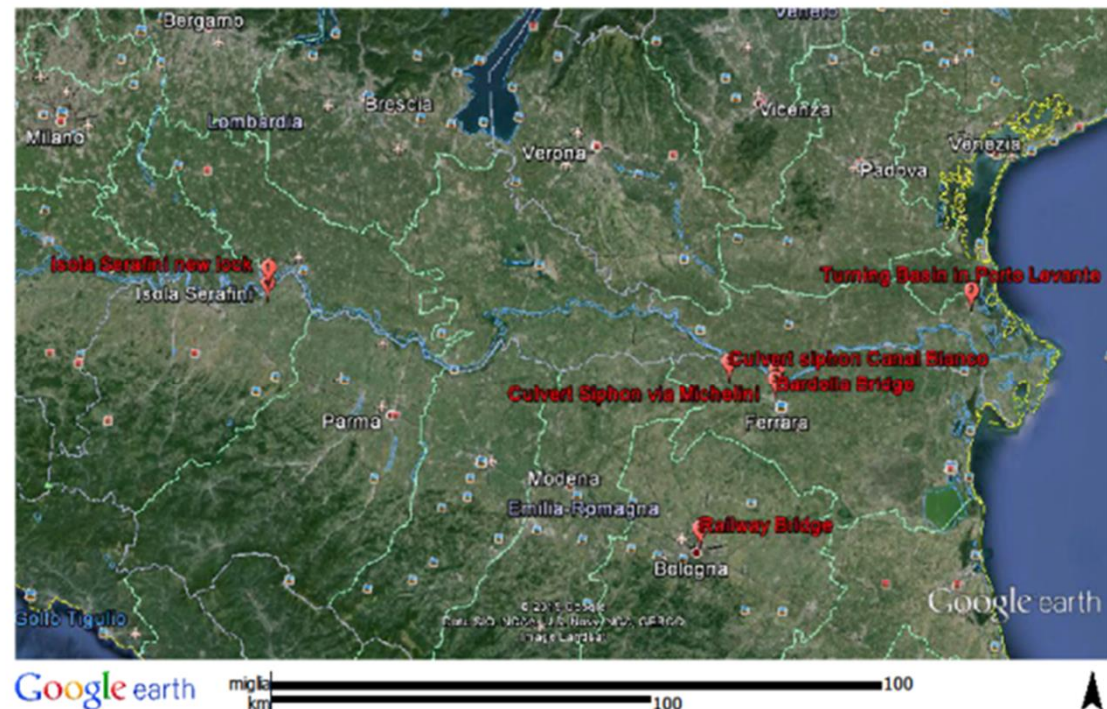 Bergamo
Veneto
Brescia
Vicenza
Lombardia
Milano
Verona
Venezia
Padova
Isola Serafini new lock
Turning Basin in Porto Levante
Isola Serafini
Culvert siphon Canal Bianco
Bardella Bridge
Culvert Siphon via Michelini
Parma
Ferrara
Modena
Emilia-Romagna
Railway Bridge
Bologna
Google earth
Golfo Tigullio
Google earth
miglia 100
km 100